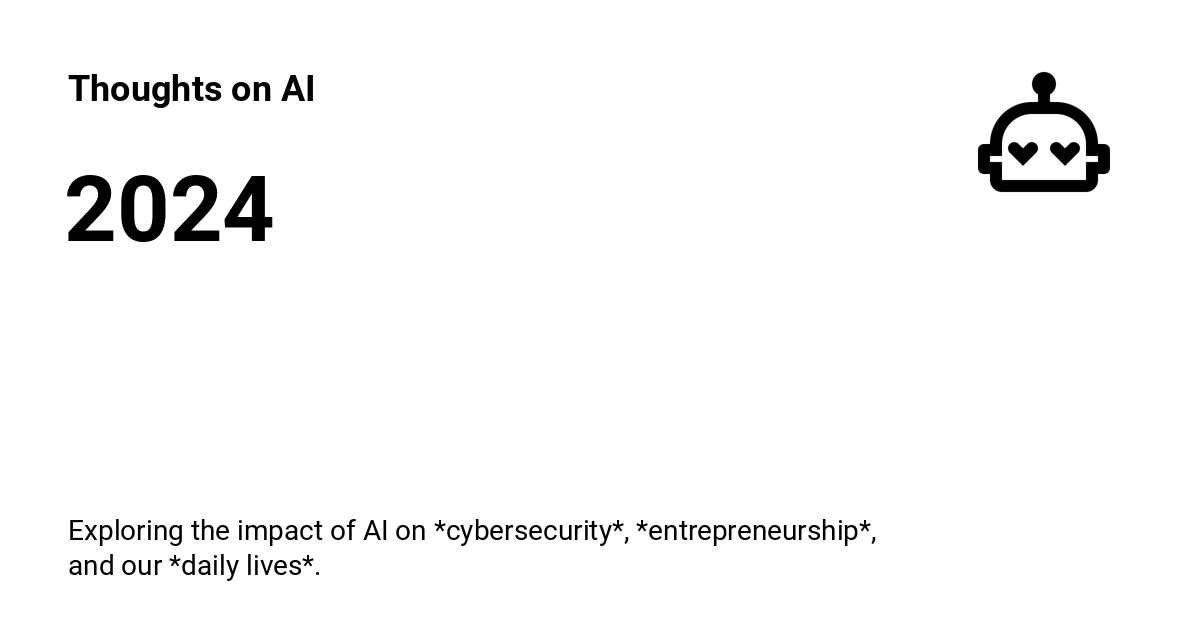 Thoughts on AI
2024
Exploring the impact of AI on *cybersecurity*, *entrepreneurship*,
and our *daily lives*.